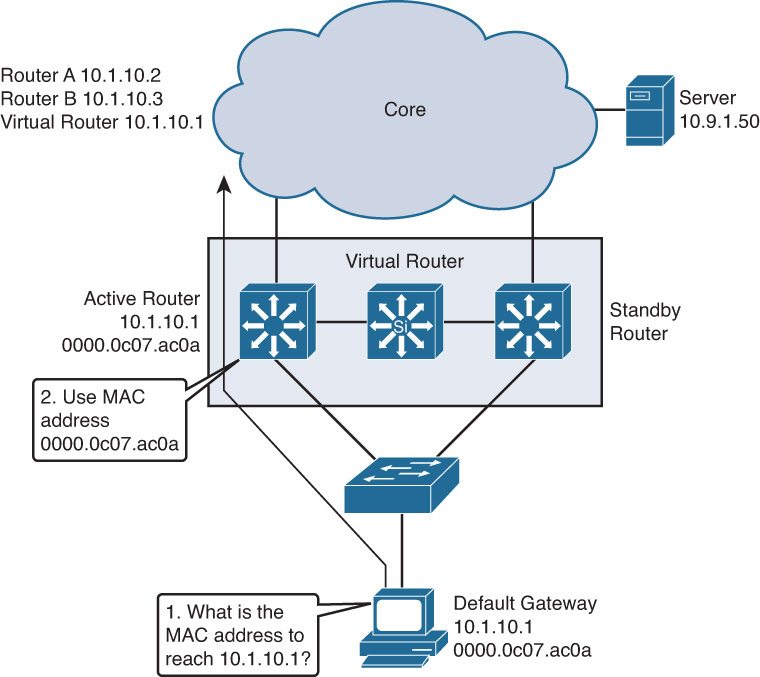 Router A 10.1.10.2
Router B 10.1.10.3
Virtual Router 10.1.10.1
Core
Server
10.9.1.50
Virtual Router
Active Router
10.1.10.1
0000.0c07.ac0a
Si
Standby
Router
2. Use MAC
address
0000.0c07.ac0a
1. What is the
MAC address to
reach 10.1.10.1?
Default Gateway
10.1.10.1
0000.0c07.ac0a